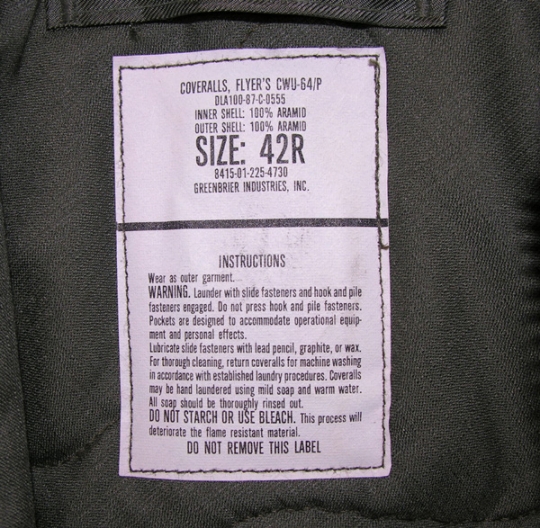 COVERALLS, FLYER'S CWU-64/P
DLA100-87-C-0555
INNER SHELL: 100% ARAMID
OUTER SHELL: 100% ARAMID
SIZE: 42R
8415-01-225-4730
GREENBRIER INDUSTRIES, INC.
INSTRUCTIONS
Wear as outer garment.
WARNING. Launder with slide fasteners and hook and pile
fasteners engaged. Do not press hook and pile fasteners.
Pockets are designed to accommodate operational equip-
ment and personal effects.
Lubricate slide fasteners with lead pencil, graphite, or wax.
For thorough cleaning, return coveralls for machine washing
in accordance with established laundry procedures. Coveralls
may be hand laundered using mild soap and warm water.
All soap should be thoroughly rinsed out.
DO NOT STARCH OR USE BLEACH. This process will
deteriorate the flame resistant material.
DO NOT REMOVE THIS LABEL